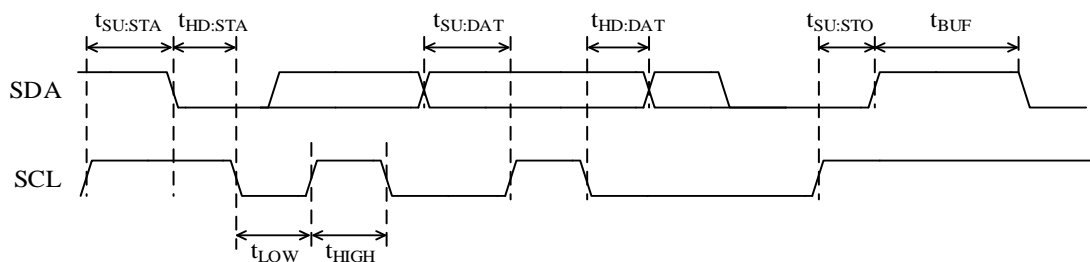 tSU:STA tHD:STA tSU:DAT tHD:DAT tSU:STO tBUF
SDA
SCL
tLOW tHIGH